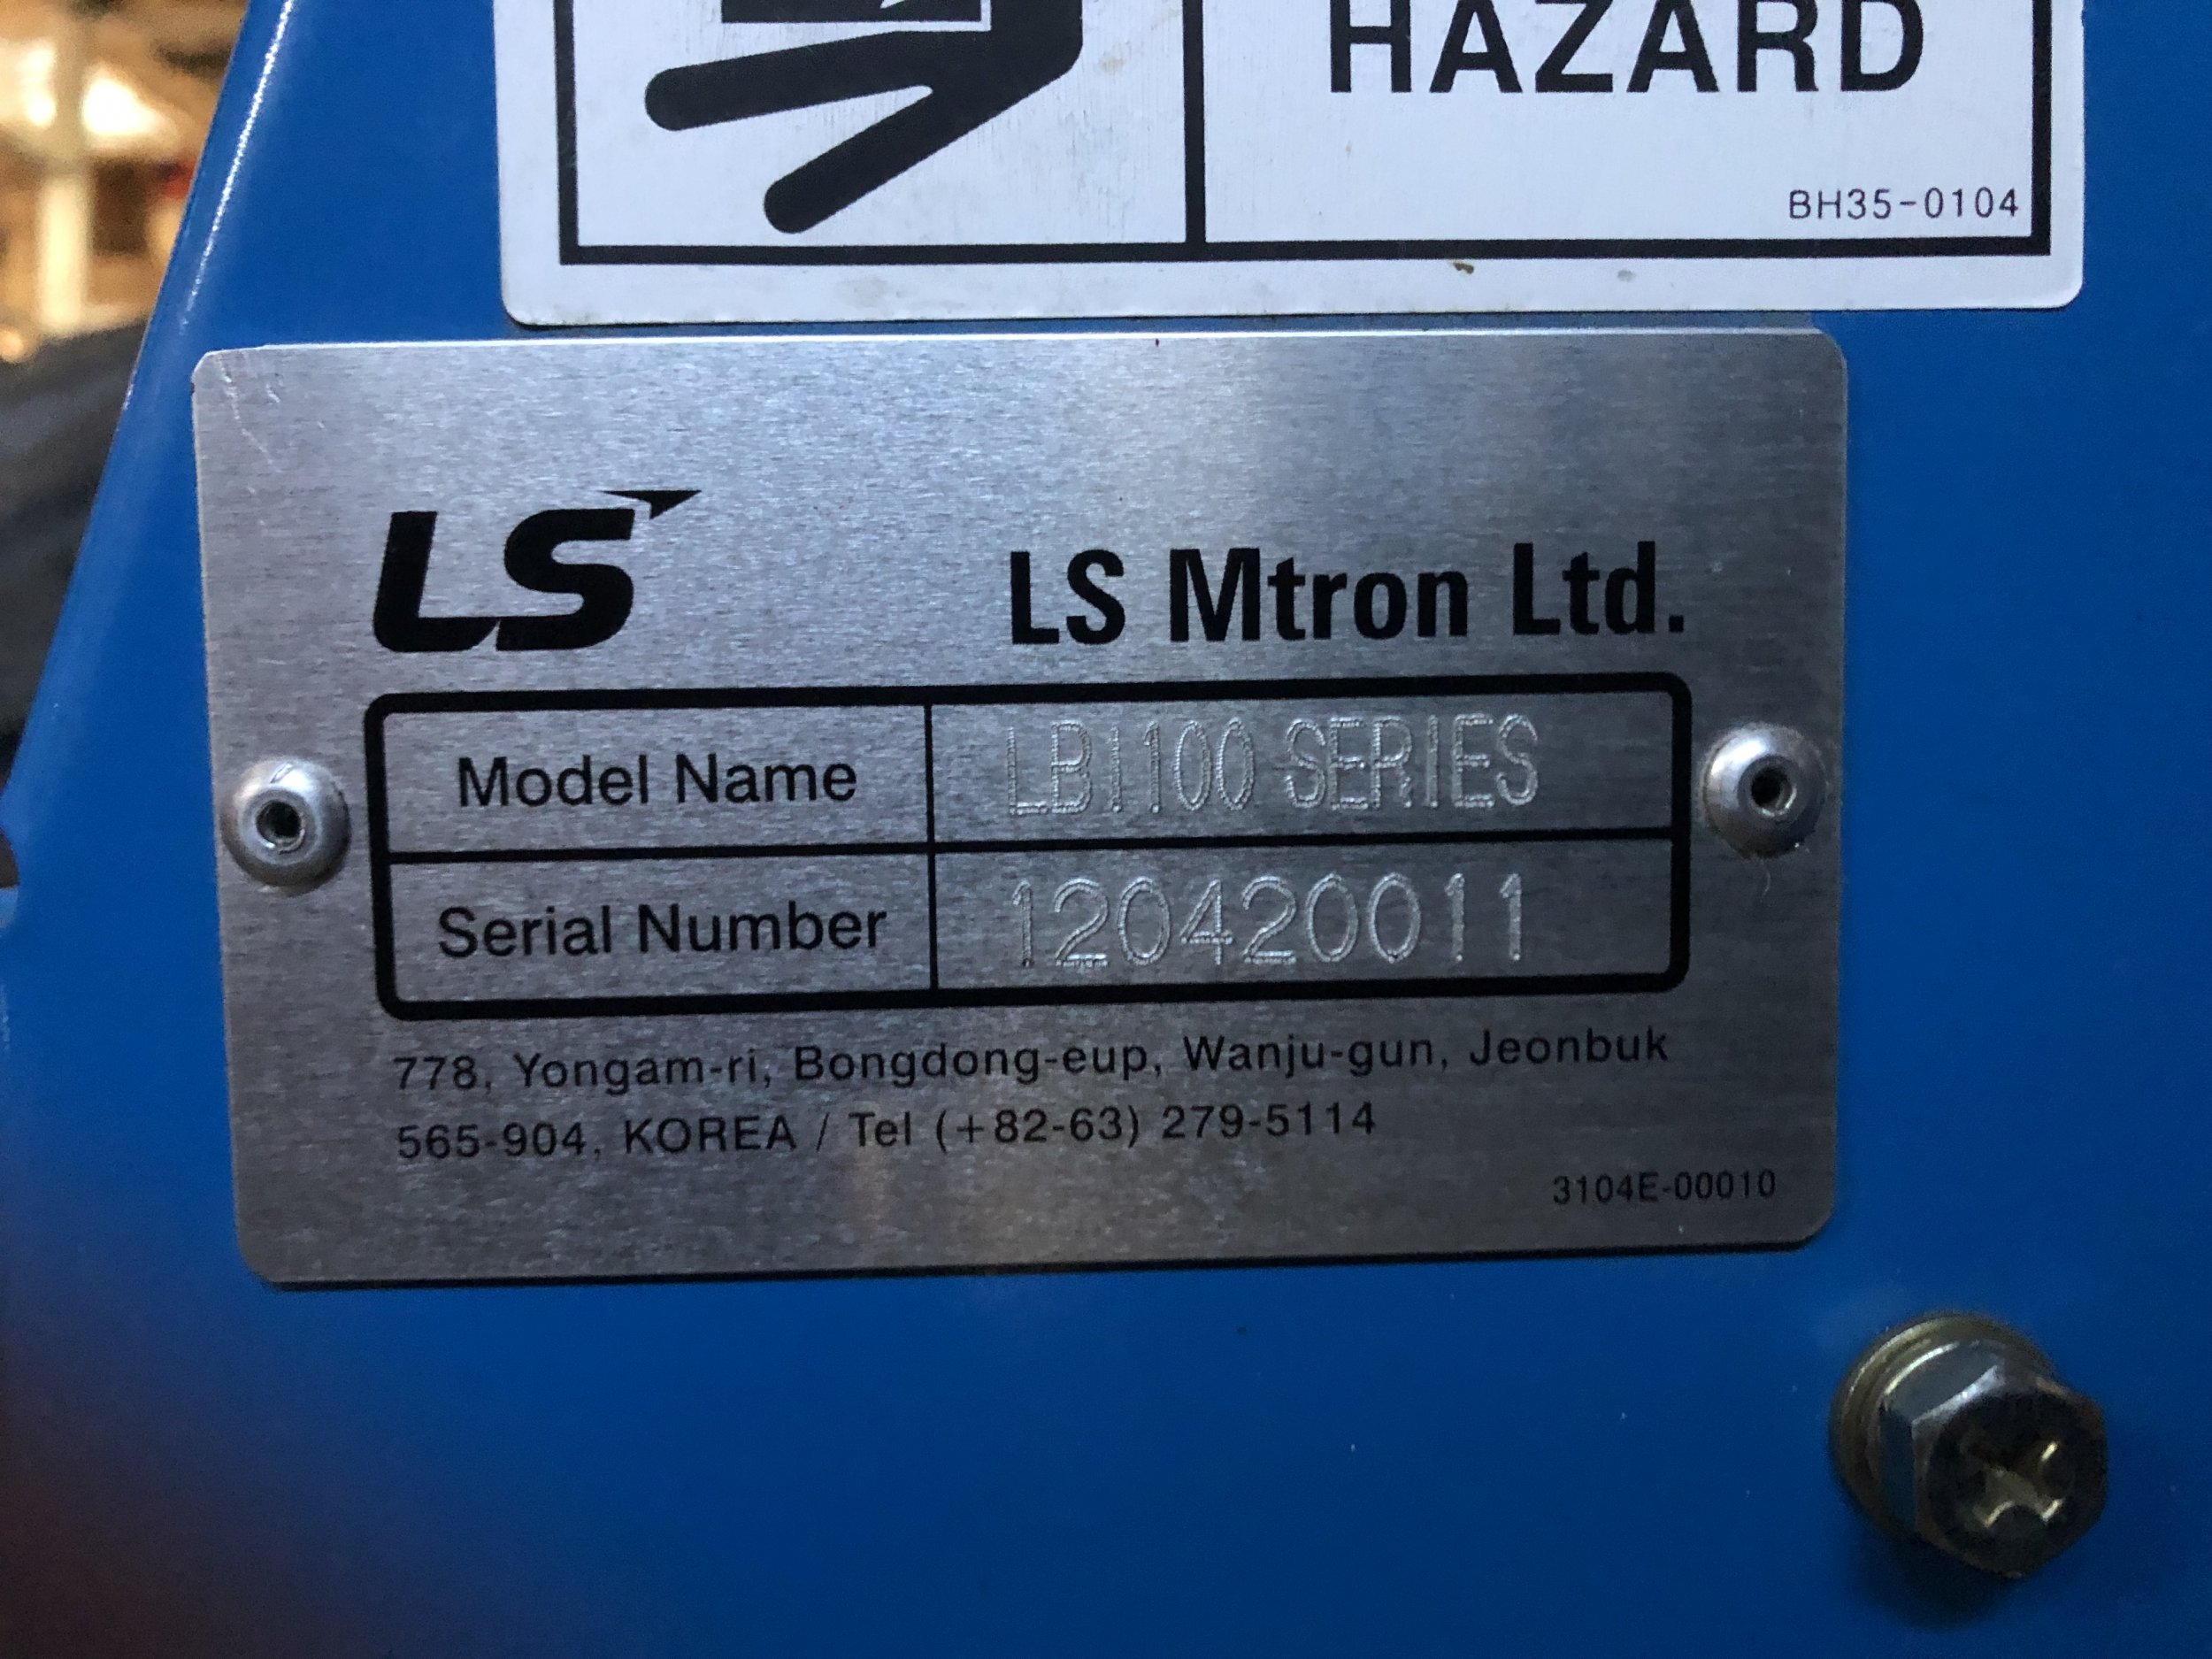 HAZARD
BH35-0104
LS
LS Mtron Ltd.
Model Name LB1100 SERIES
Serial Number 120420011
778, Yongam-ri, Bongdong-eup, Wanju-gun, Jeonbuk
565-904, KOREA / Tel (+82-63) 279-5114
3104E-00010